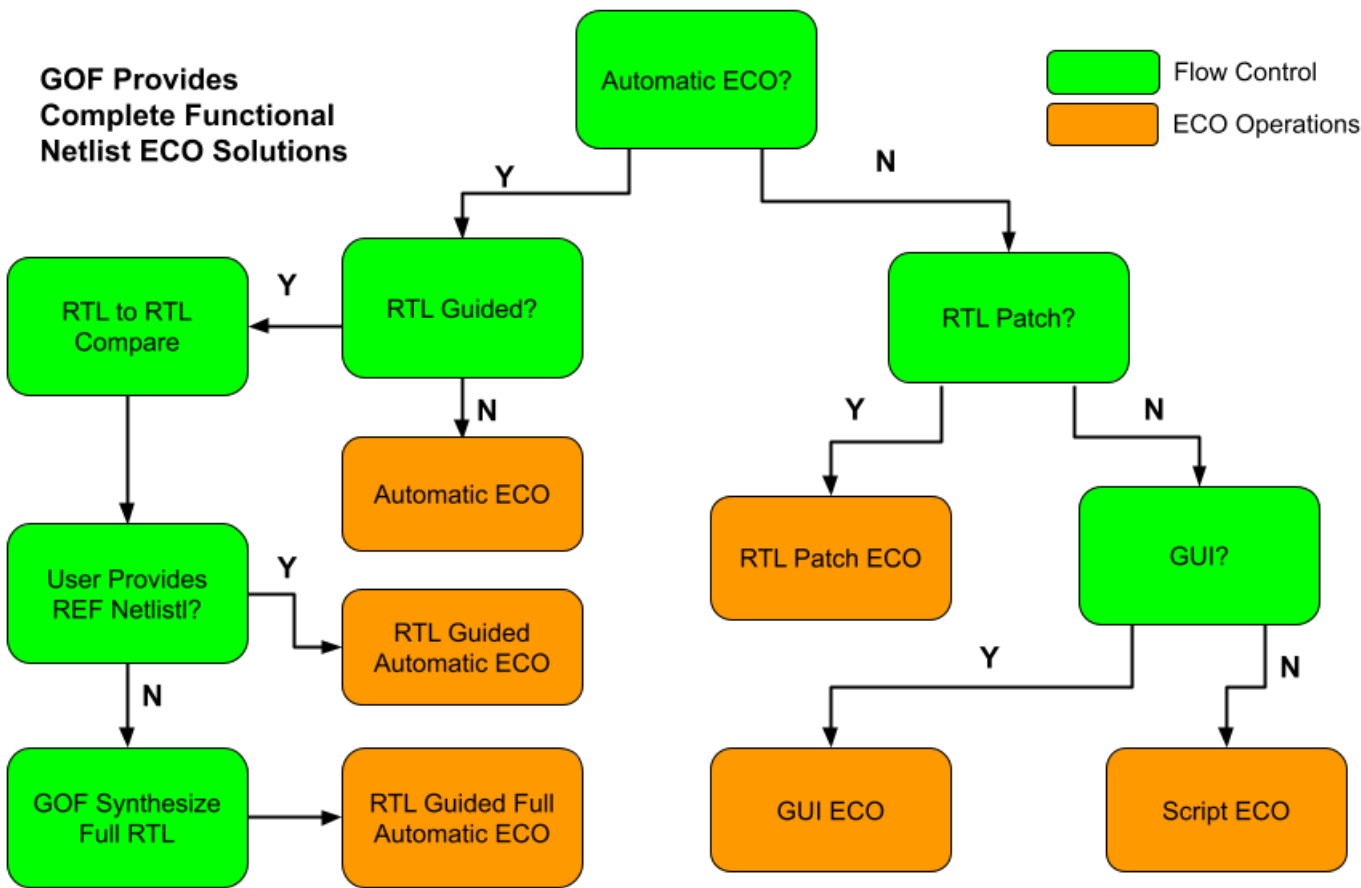 GOF Provides
Complete Functional
Netlist ECO Solutions
Automatic ECO?
Flow Control
ECO Operations
Y
N
RTL to RTL
Compare
Y
RTL Guided?
RTL Patch?
N
Y
N
Automatic ECO
User Provides
REF Netlistl?
Y
RTL Patch ECO
GUI?
RTL Guided
Automatic ECO
N
Y
N
GOF Synthesize
Full RTL
RTL Guided Full
Automatic ECO
GUI ECO
Script ECO